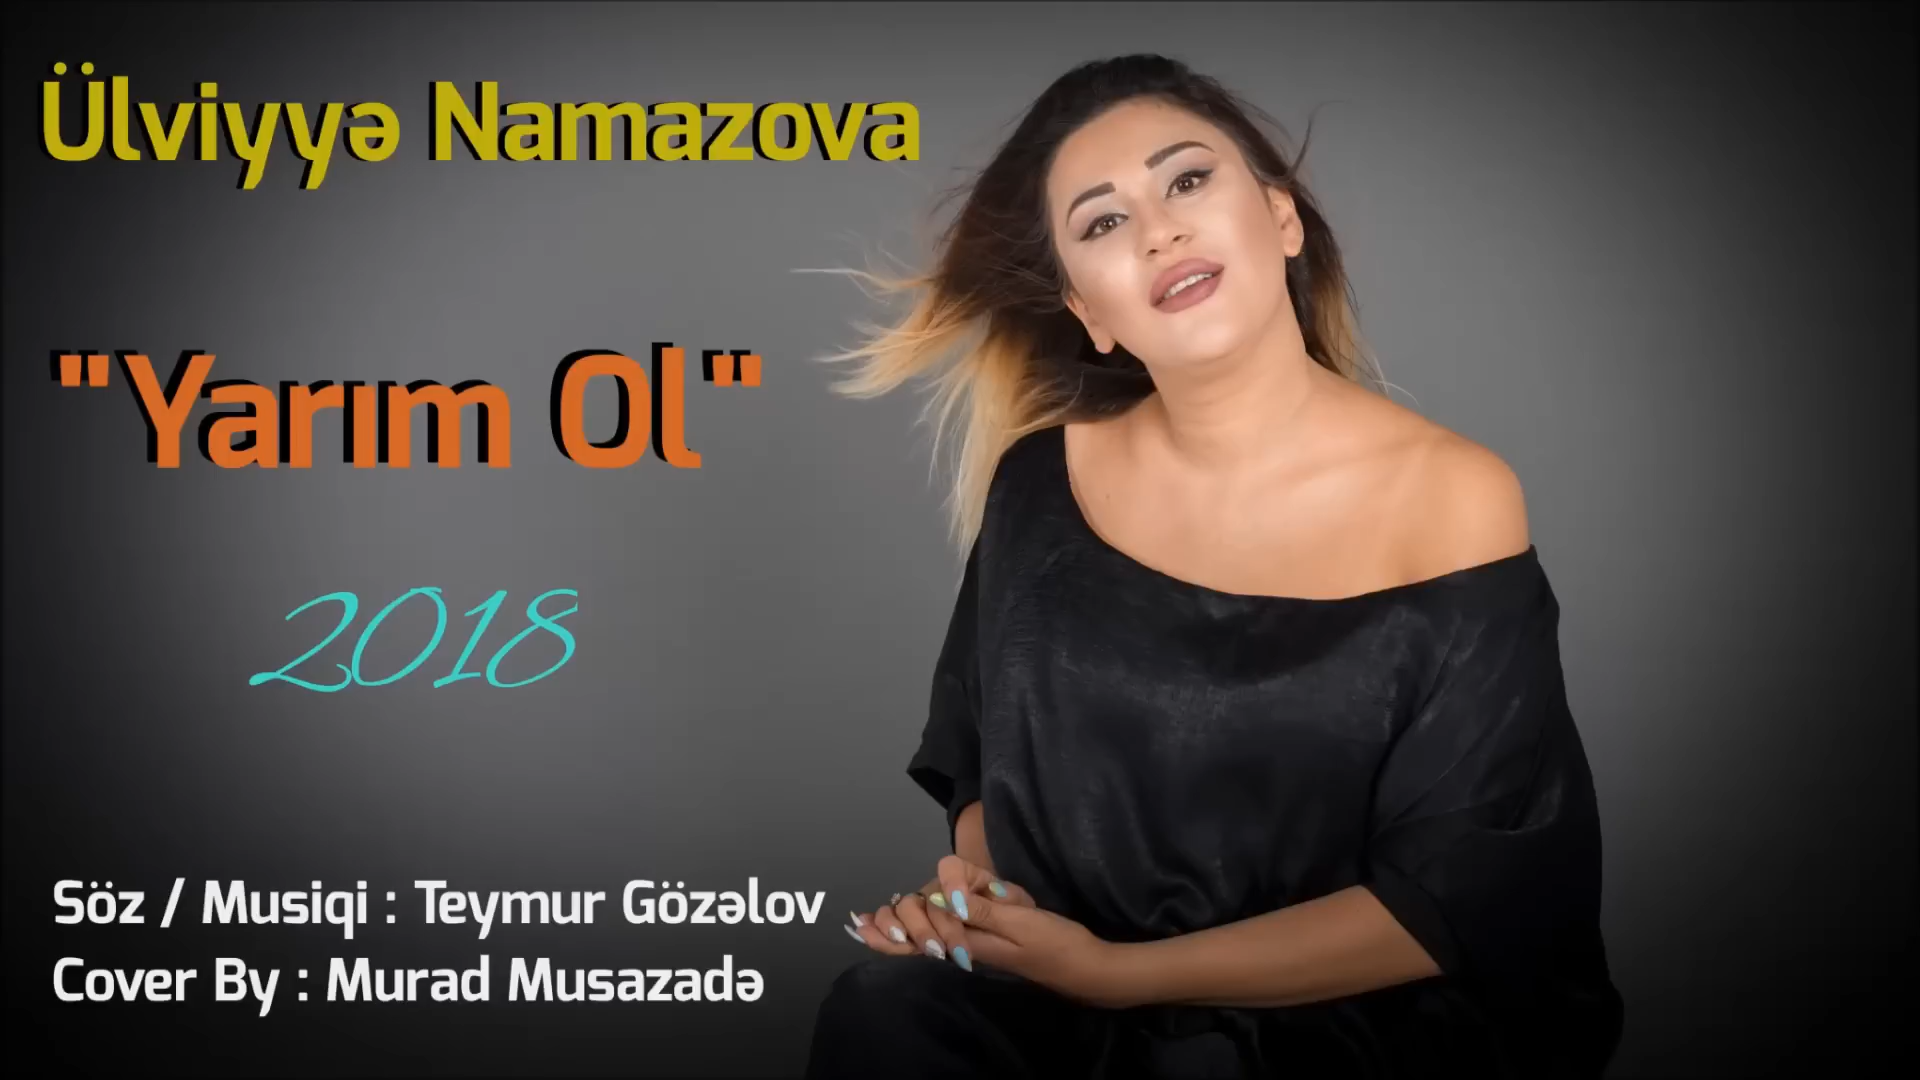 Ülviyyə Namazova
"Yarım Ol"
2018
Söz / Musiqi : Teymur Gözəlov
Cover By : Murad Musazadə